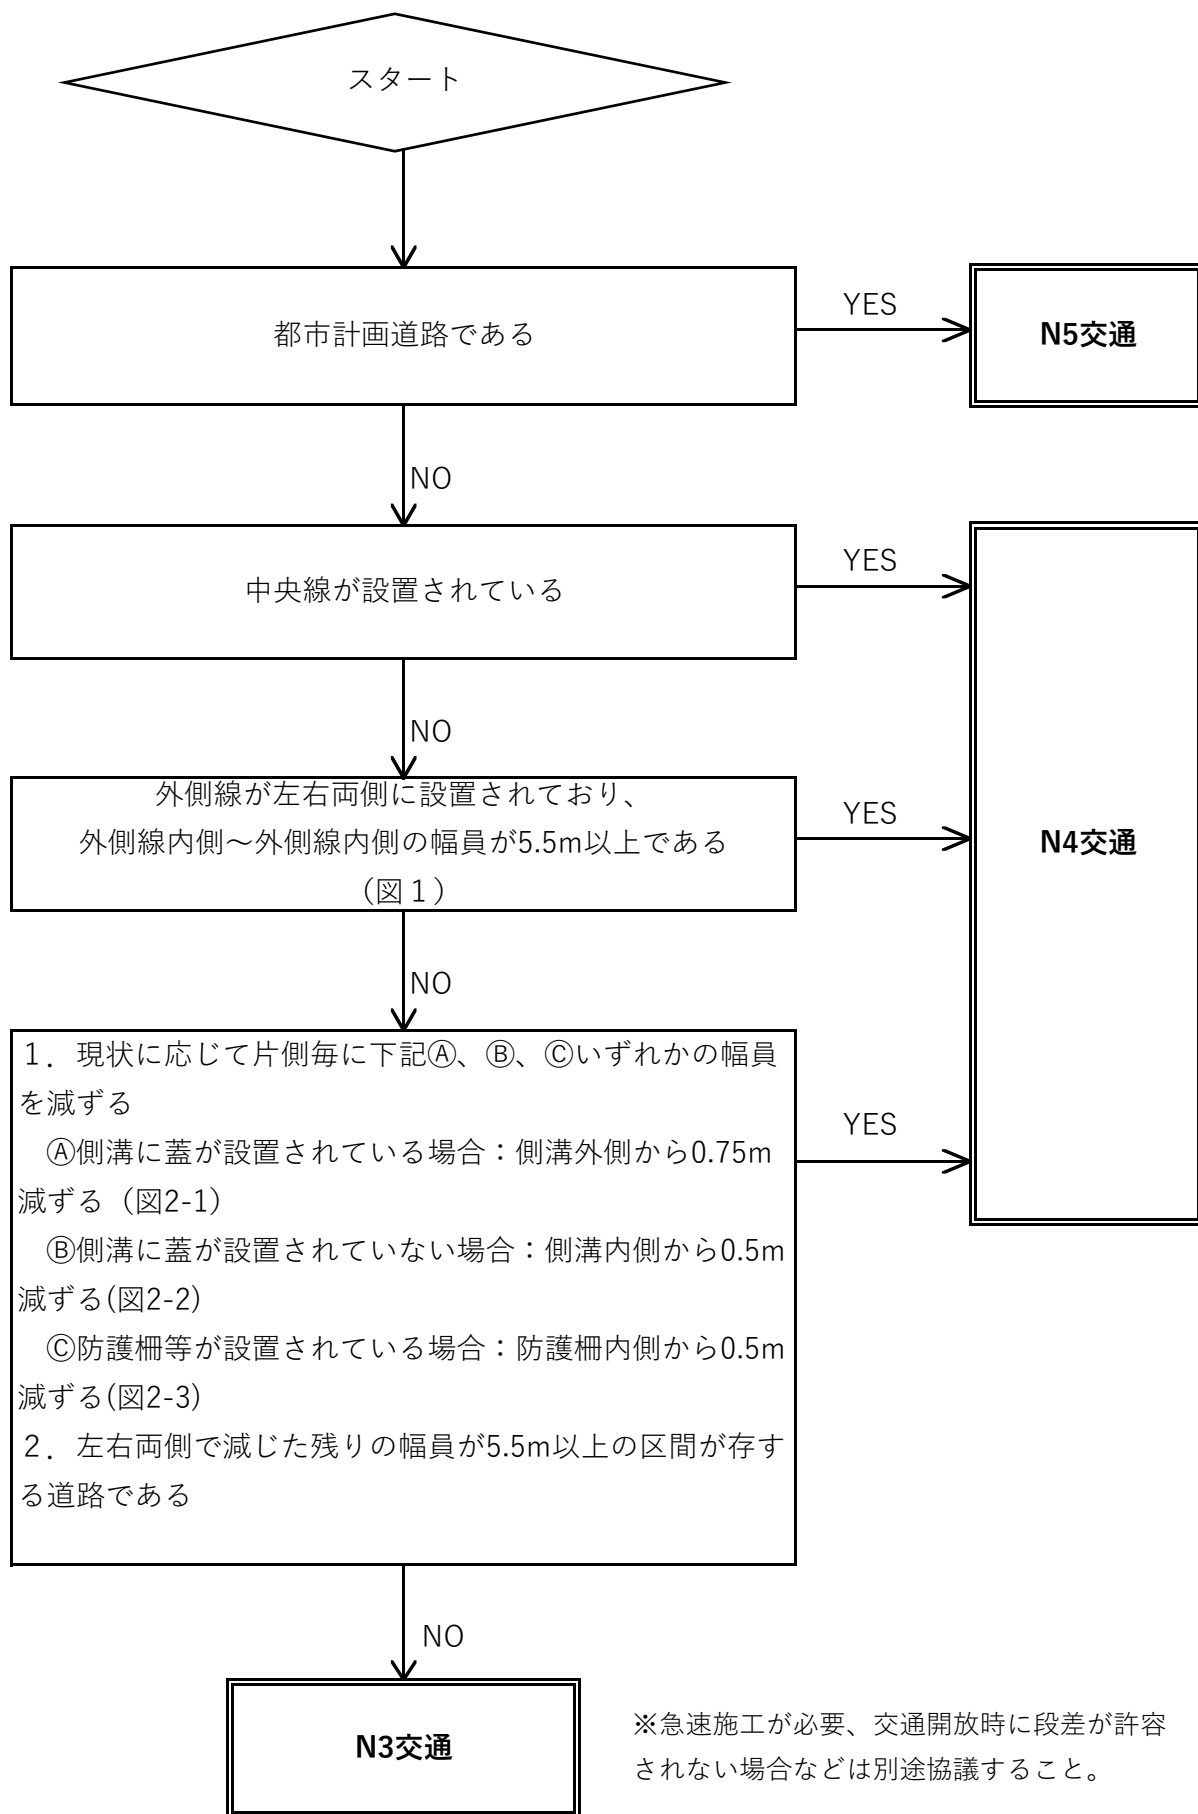 スタート
都市計画道路である
YES
N5交通
NO
中央線が設置されている
YES
NO
外側線が左右両側に設置されており、
外側線内側～外側線内側の幅員が5.5m以上である
（図１）
YES
N4交通
NO
１．現状に応じて片側毎に下記Ⓐ、Ⓑ、Ⓒいずれかの幅員
を減ずる
Ⓐ側溝に蓋が設置されている場合：側溝外側から0.75m
減ずる（図2-1）
Ⓑ側溝に蓋が設置されていない場合：側溝内側から0.5m
減ずる(図2-2)
Ⓒ防護柵等が設置されている場合：防護柵内側から0.5m
減ずる(図2-3)
２．左右両側で減じた残りの幅員が5.5m以上の区間が存す
る道路である
YES
NO
N3交通
※急速施工が必要、交通開放時に段差が許容
されない場合などは別途協議すること。